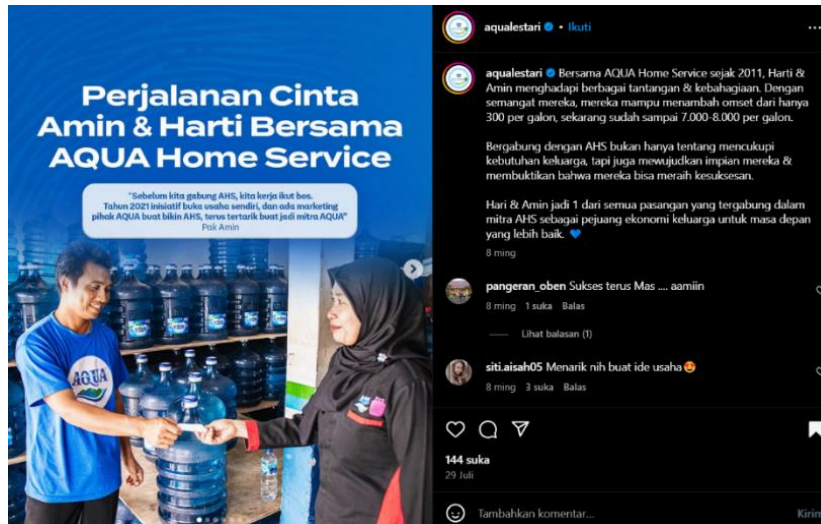 Perjalanan Cinta
Amin & Harti Bersama
AQUA Home Service
"Sebelum kita gabung AHS, kita kerja ikut bos.
Tahun 2021 inisiatif buka usaha sendiri, dan ada marketing
pihak AQUA buat bikin AHS, terus tertarik buat jadi mitra AQUA"
Pak Amin
AQUA
aqualestari • Ikuti
aqualestari Bersama AQUA Home Service sejak 2011, Harti &
Amin menghadapi berbagai tantangan & kebahagiaan. Dengan
semangat mereka, mereka mampu menambah omset dari hanya
300 per galon, sekarang sudah sampai 7.000-8.000 per galon.
Bergabung dengan AHS bukan hanya tentang mencukupi
kebutuhan keluarga, tapi juga mewujudkan impian mereka &
membuktikan bahwa mereka bisa meraih kesuksesan.
Hari & Amin jadi 1 dari semua pasangan yang tergabung dalam
mitra AHS sebagai pejuang ekonomi keluarga untuk masa depan
yang lebih baik. 💙
8 ming
pangeran_oben Sukses terus Mas .... aamiin
8 ming 1 suka Balas
Lihat balasan (1)
siti.aisah05 Menarik nih buat ide usaha😍
8 ming 3 suka Balas
144 suka
29 Juli
Tambahkan komentar...
Kirim